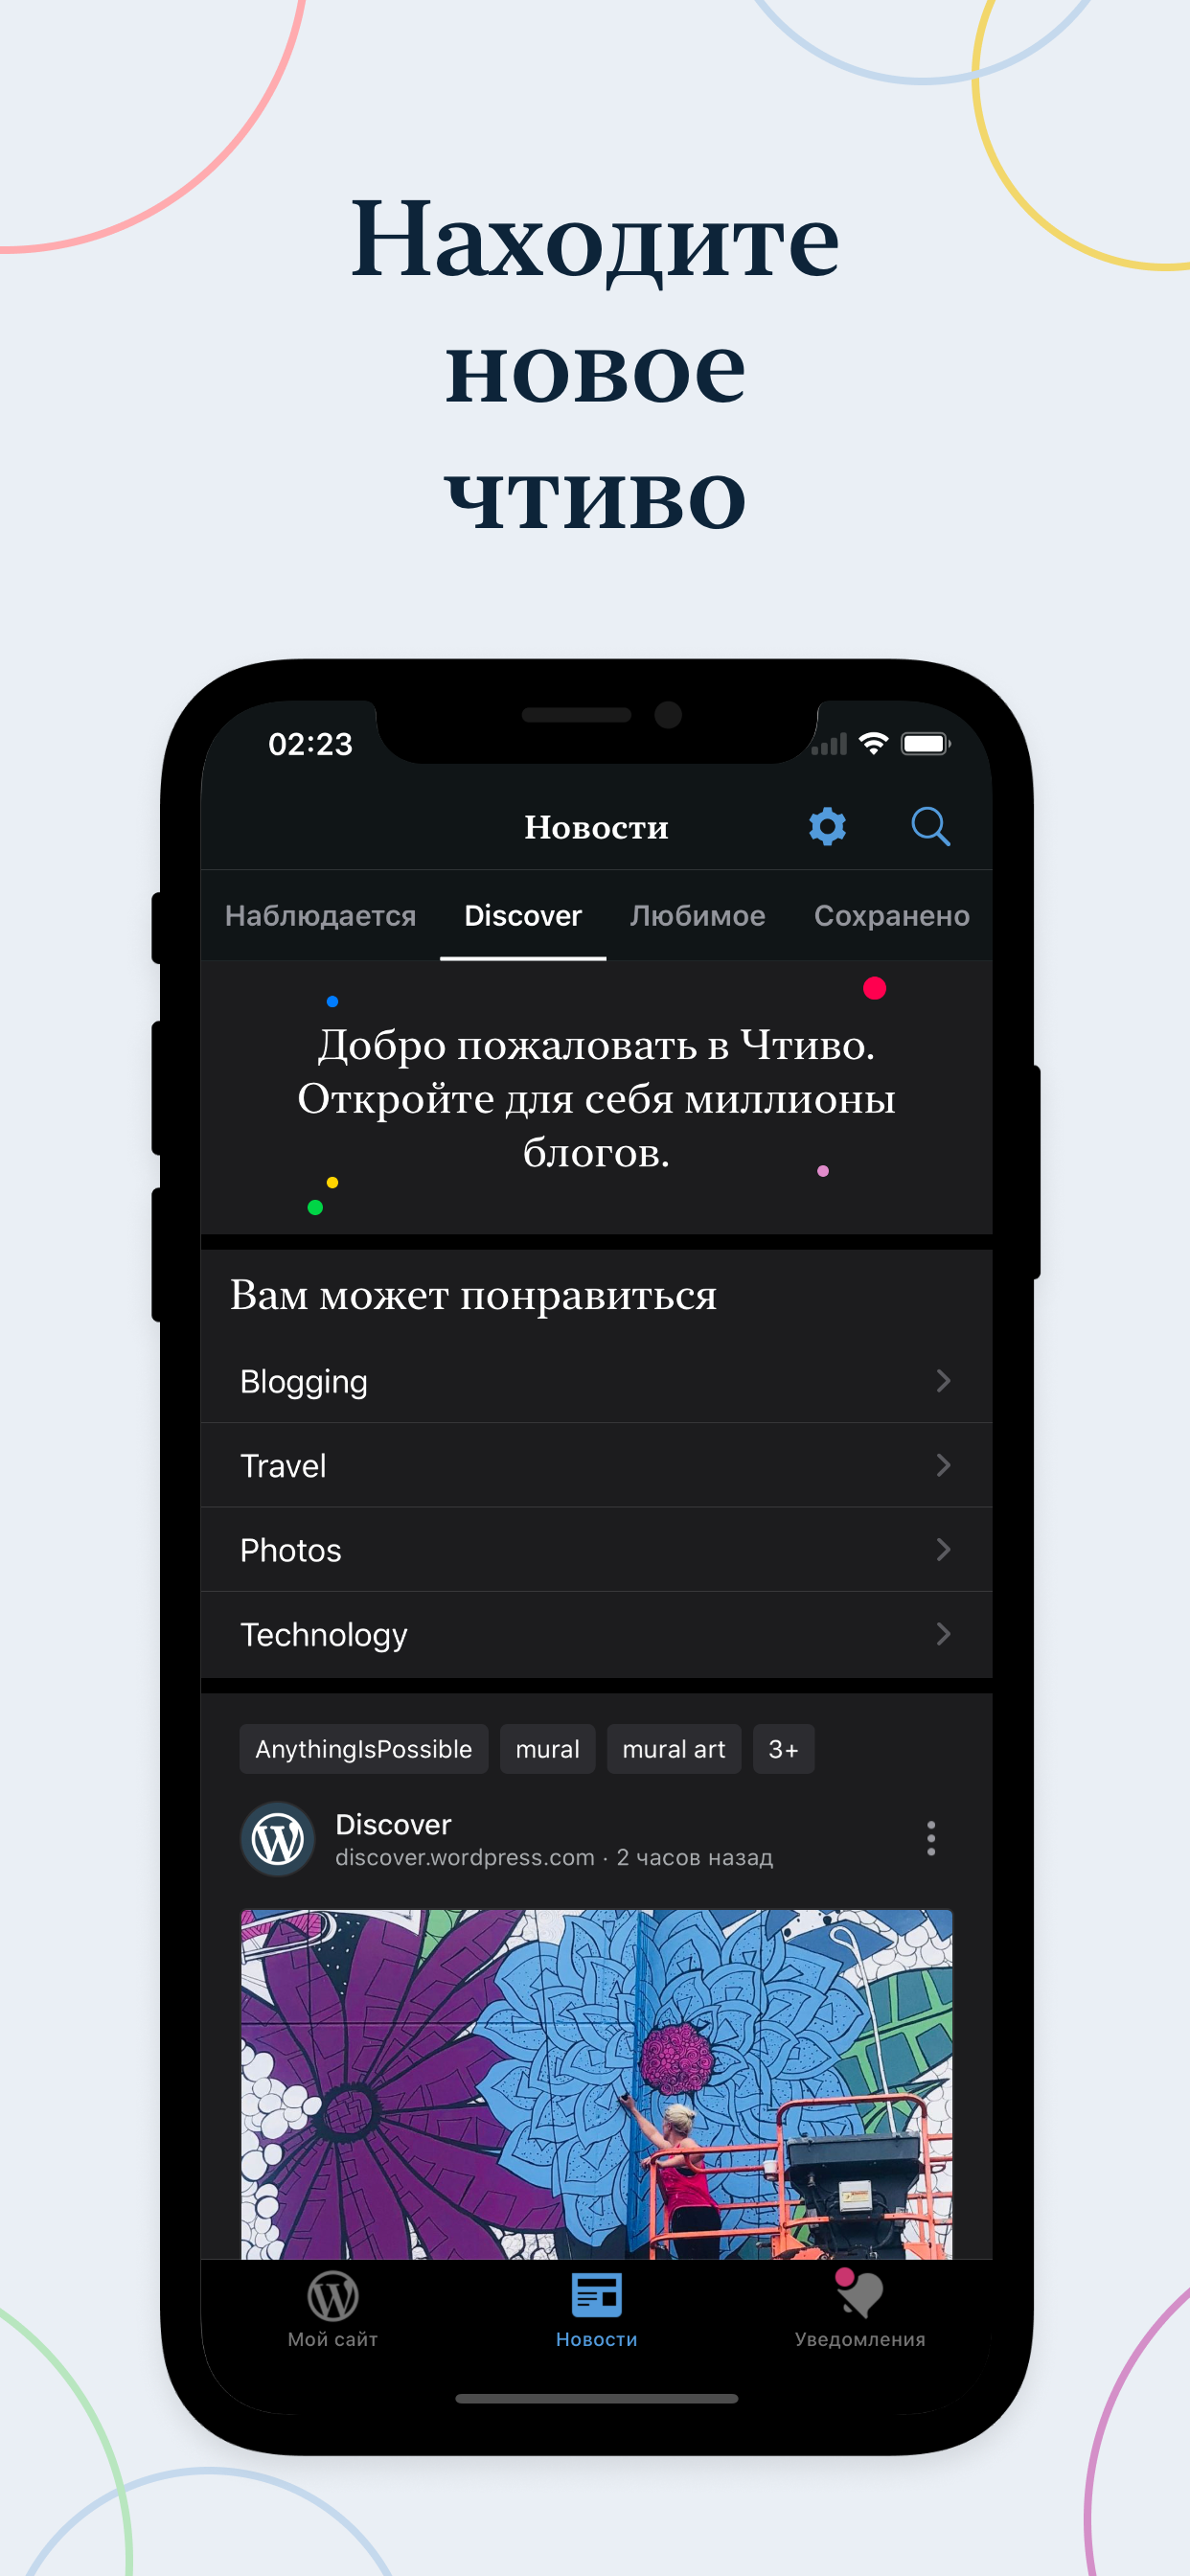 Находите
новое
чтиво
02:23
Новости
Наблюдается Discover Любимое Сохранено
Добро пожаловать в Чтиво.
Откройте для себя миллионы
блогов.
Вам может понравиться
Blogging
Travel
Photos
Technology
AnythingIsPossible mural mural art 3+
Discover
discover.wordpress.com · 2 часов назад
Мой сайт Новости Уведомления